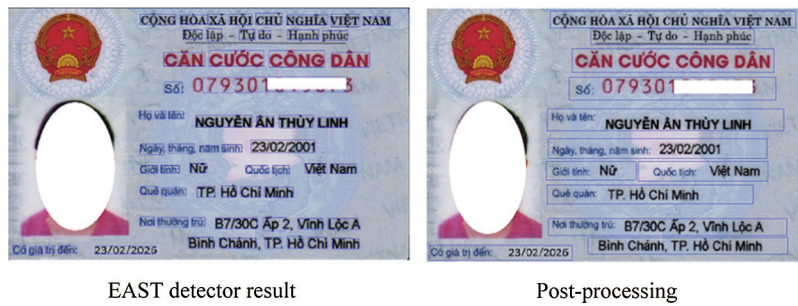 CỘNG HÒA XÃ HỘI CHỦ NGHĨA VIỆT NAM
Độc lập - Tự do - Hạnh phúc
CĂN CƯỚC CÔNG DÂN
Số: 079301
Họ và tên:
NGUYỄN ÂN THÙY LINH
Ngày, tháng, năm sinh: 23/02/2001
Giới tính: Nữ Quốc tịch: Việt Nam
Quê quán: TP. Hồ Chí Minh
Nơi thường trú: B7/30C Ấp 2, Vĩnh Lộc A
Bình Chánh, TP. Hồ Chí Minh
Có giá trị đến: 23/02/2026
EAST detector result
CỘNG HÒA XÃ HỘI CHỦ NGHĨA VIỆT NAM
Độc lập - Tự do - Hạnh phúc
CĂN CƯỚC CÔNG DÂN
Số: 079301
Họ và tên:
NGUYỄN ÂN THÙY LINH
Ngày, tháng, năm sinh: 23/02/2001
Giới tính: Nữ Quốc tịch: Việt Nam
Quê quán: TP. Hồ Chí Minh
Nơi thường trú: B7/30C Ấp 2, Vĩnh Lộc A
Bình Chánh, TP. Hồ Chí Minh
Có giá trị đến: 23/02/2026
Post-processing